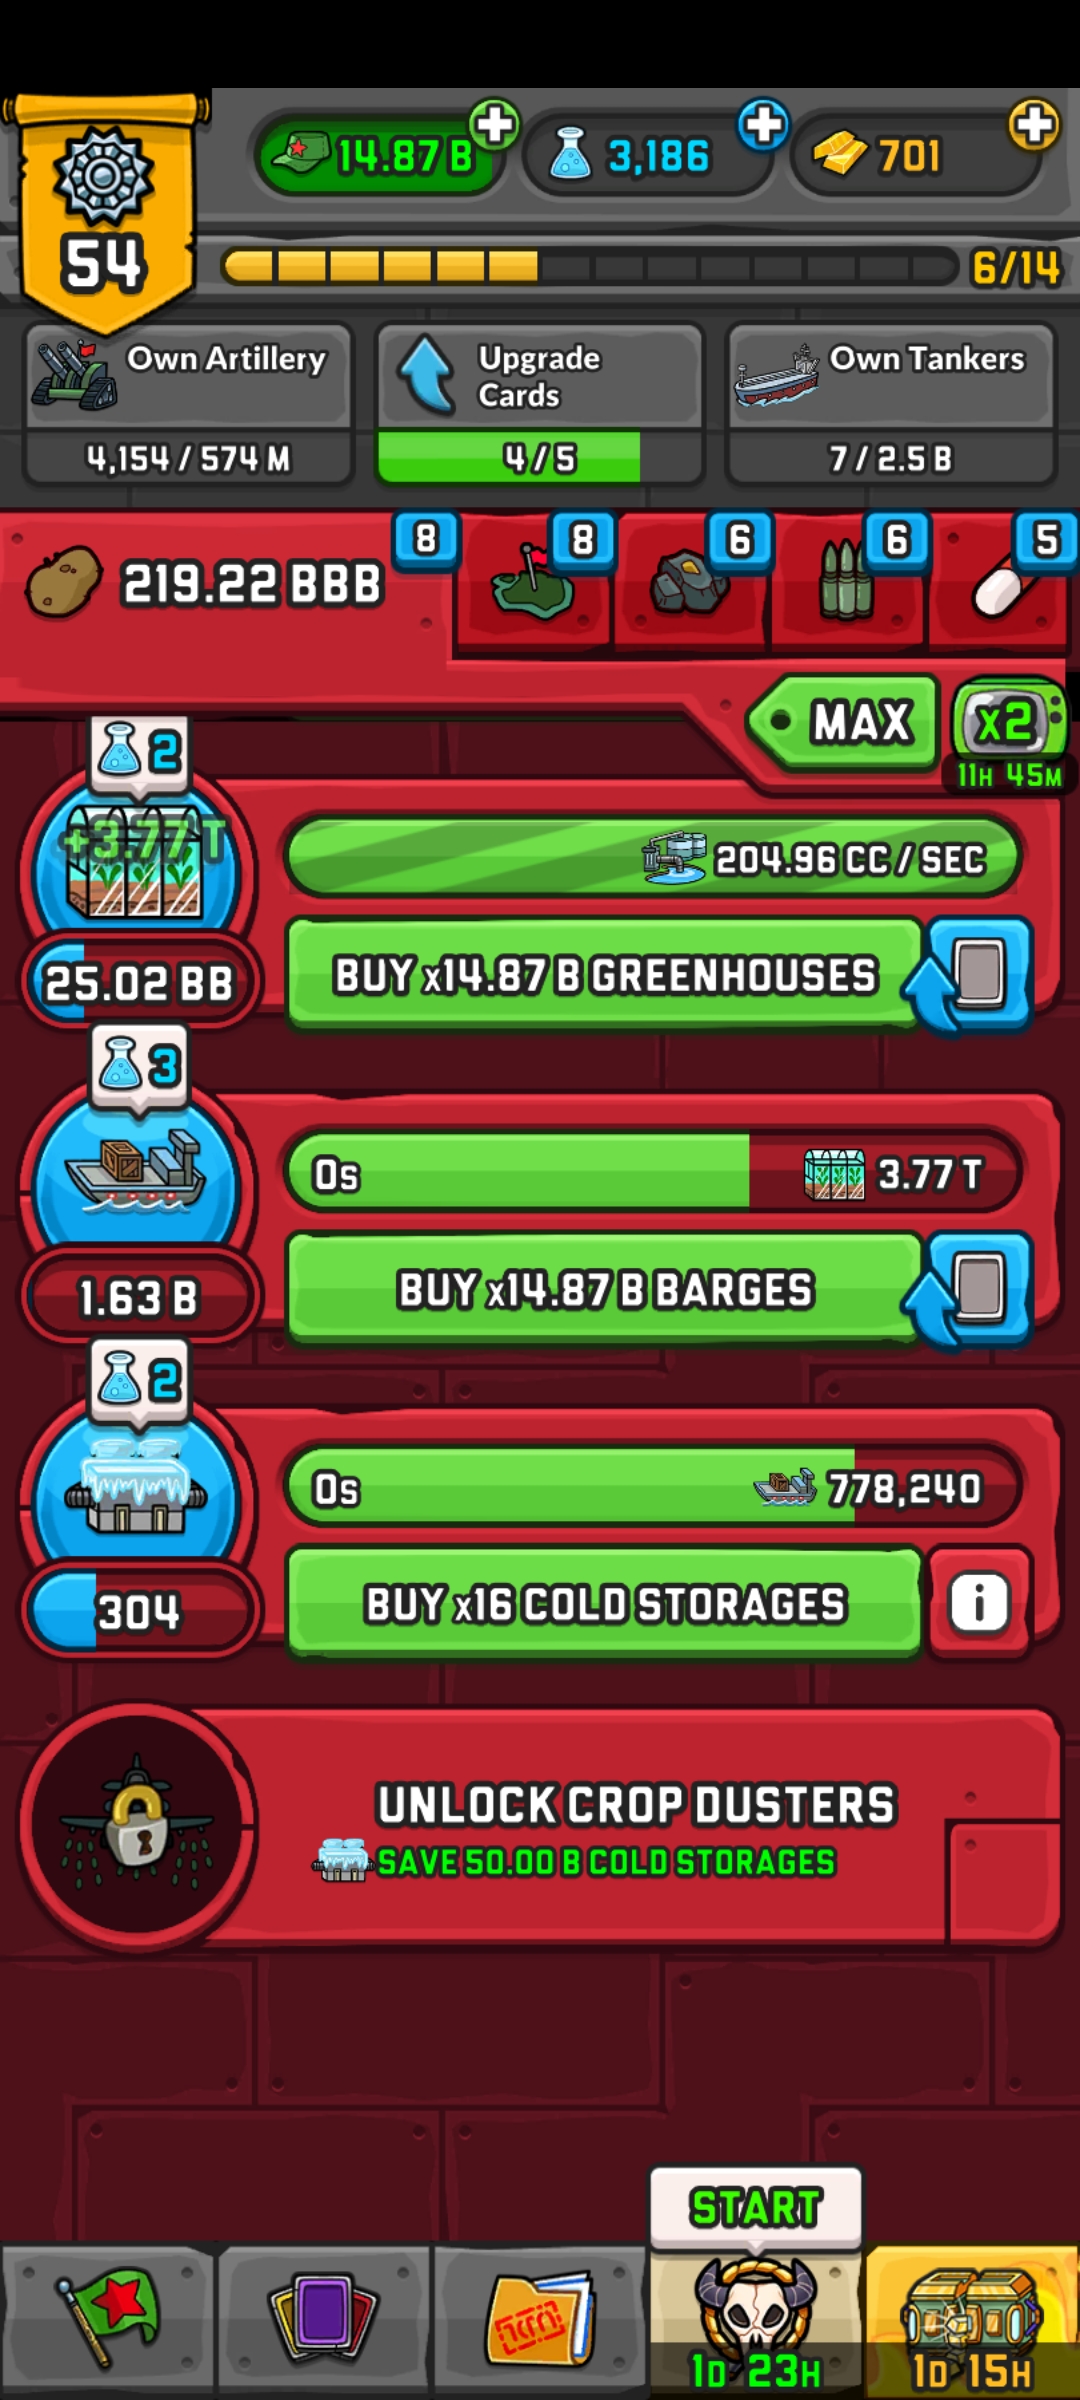 14.87 B
3,186
701
54
6/14
Own Artillery
4,154 / 574 M
Upgrade
Cards
4 / 5
Own Tankers
7 / 2.5 B
219.22 BBB
8
8
6
6
5
MAX
x2
11H 45M
2
+3.77 T
204.96 CC / SEC
25.02 BB
BUY x14.87 B GREENHOUSES
3
0s
3.77 T
1.63 B
BUY x14.87 B BARGES
2
0s
778,240
304
BUY x16 COLD STORAGES
i
UNLOCK CROP DUSTERS
SAVE 50.00 B COLD STORAGES
START
1D 23H
1D 15H